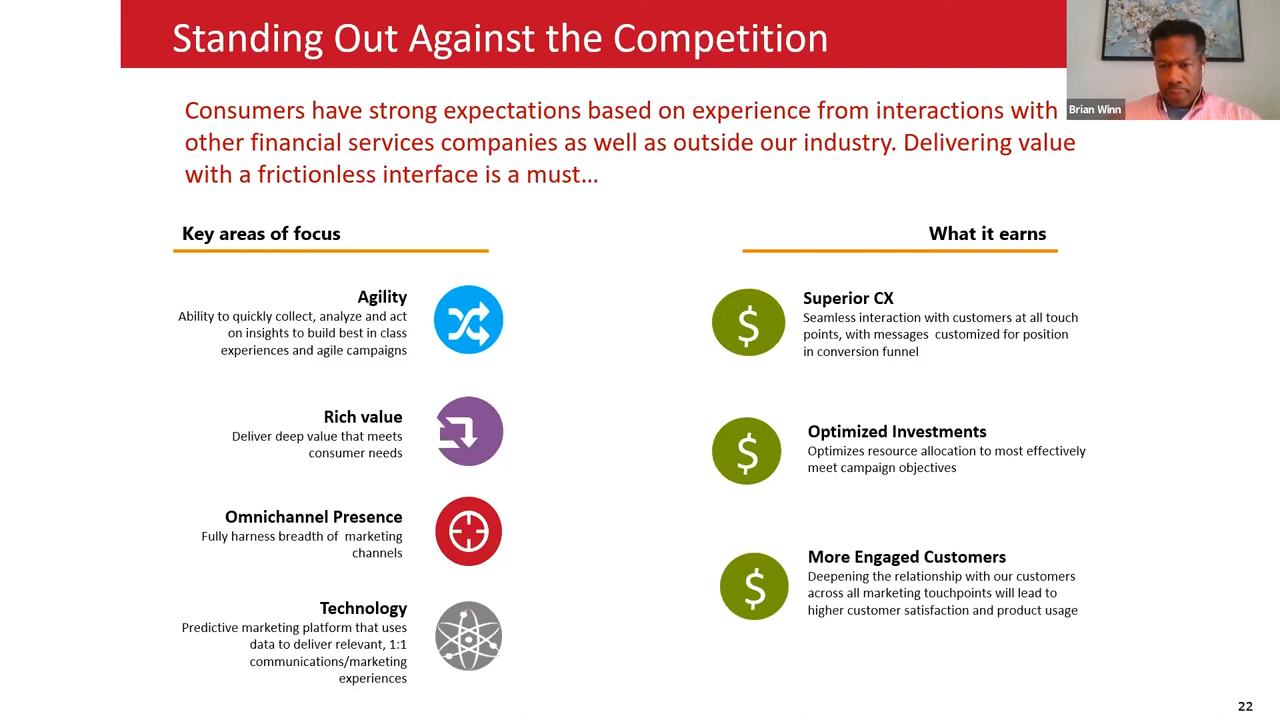 Standing Out Against the Competition
Brian Winn
Consumers have strong expectations based on experience from interactions with
other financial services companies as well as outside our industry. Delivering value
with a frictionless interface is a must…
Key areas of focus
Agility
Ability to quickly collect, analyze and act
on insights to build best in class
experiences and agile campaigns
Rich value
Deliver deep value that meets
consumer needs
Omnichannel Presence
Fully harness breadth of  marketing
channels
Technology
Predictive marketing platform that uses
data to deliver relevant, 1:1
communications/marketing
experiences
What it earns
$
Superior CX
Seamless interaction with customers at all touch
points, with messages  customized for position
in conversion funnel
$
Optimized Investments
Optimizes resource allocation to most effectively
meet campaign objectives
$
More Engaged Customers
Deepening the relationship with our customers
across all marketing touchpoints will lead to
higher customer satisfaction and product usage
22